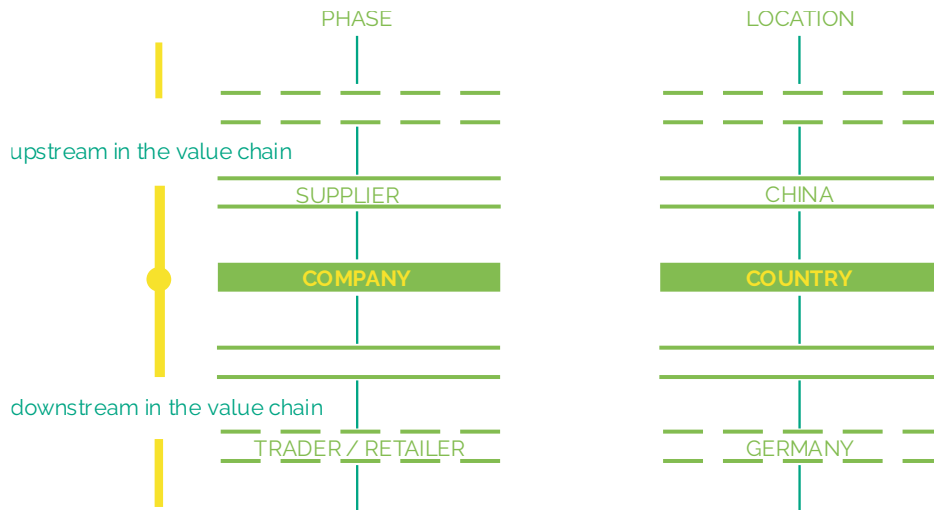 PHASE LOCATION
upstream in the value chain
SUPPLIER CHINA
COMPANY COUNTRY
downstream in the value chain
TRADER / RETAILER GERMANY